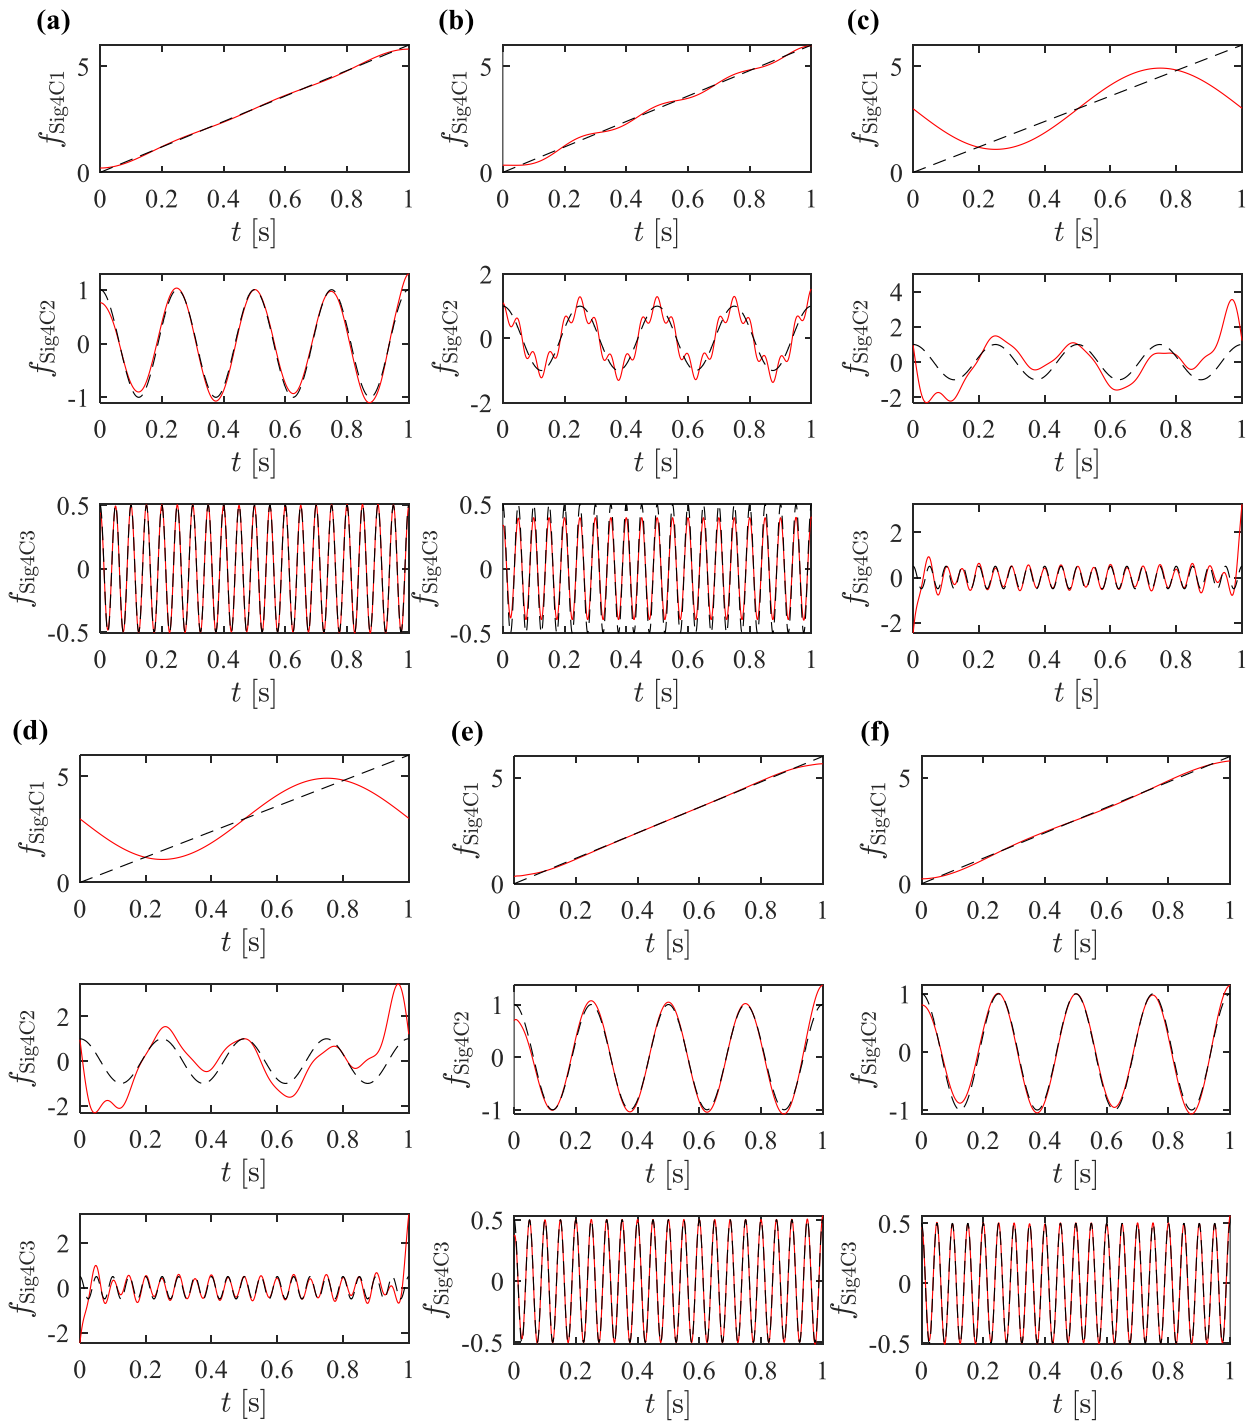 (a) (b) (c)
f_Sig4C1 5 0 0 0.2 0.4 0.6 0.8 1 t [s]
f_Sig4C1 5 0 0 0.2 0.4 0.6 0.8 1 t [s]
f_Sig4C1 5 0 0 0.2 0.4 0.6 0.8 1 t [s]
f_Sig4C2 1 0 -1 0 0.2 0.4 0.6 0.8 1 t [s]
f_Sig4C2 2 0 -2 0 0.2 0.4 0.6 0.8 1 t [s]
f_Sig4C2 4 2 0 -2 0 0.2 0.4 0.6 0.8 1 t [s]
f_Sig4C3 0.5 0 -0.5 0 0.2 0.4 0.6 0.8 1 t [s]
f_Sig4C3 0.5 0 -0.5 0 0.2 0.4 0.6 0.8 1 t [s]
f_Sig4C3 2 0 -2 0 0.2 0.4 0.6 0.8 1 t [s]
(d) (e) (f)
f_Sig4C1 5 0 0 0.2 0.4 0.6 0.8 1 t [s]
f_Sig4C1 5 0 0 0.2 0.4 0.6 0.8 1 t [s]
f_Sig4C1 5 0 0 0.2 0.4 0.6 0.8 1 t [s]
f_Sig4C2 2 0 -2 0 0.2 0.4 0.6 0.8 1 t [s]
f_Sig4C2 1 0 -1 0 0.2 0.4 0.6 0.8 1 t [s]
f_Sig4C2 1 0 -1 0 0.2 0.4 0.6 0.8 1 t [s]
f_Sig4C3 2 0 -2 0 0.2 0.4 0.6 0.8 1 t [s]
f_Sig4C3 0.5 0 -0.5 0 0.2 0.4 0.6 0.8 1 t [s]
f_Sig4C3 0.5 0 -0.5 0 0.2 0.4 0.6 0.8 1 t [s]